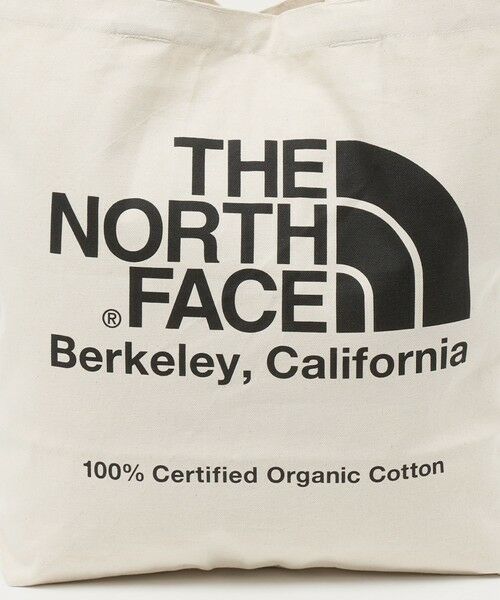 THE
NORTH
® FACE
Berkeley, California
100% Certified Organic Cotton